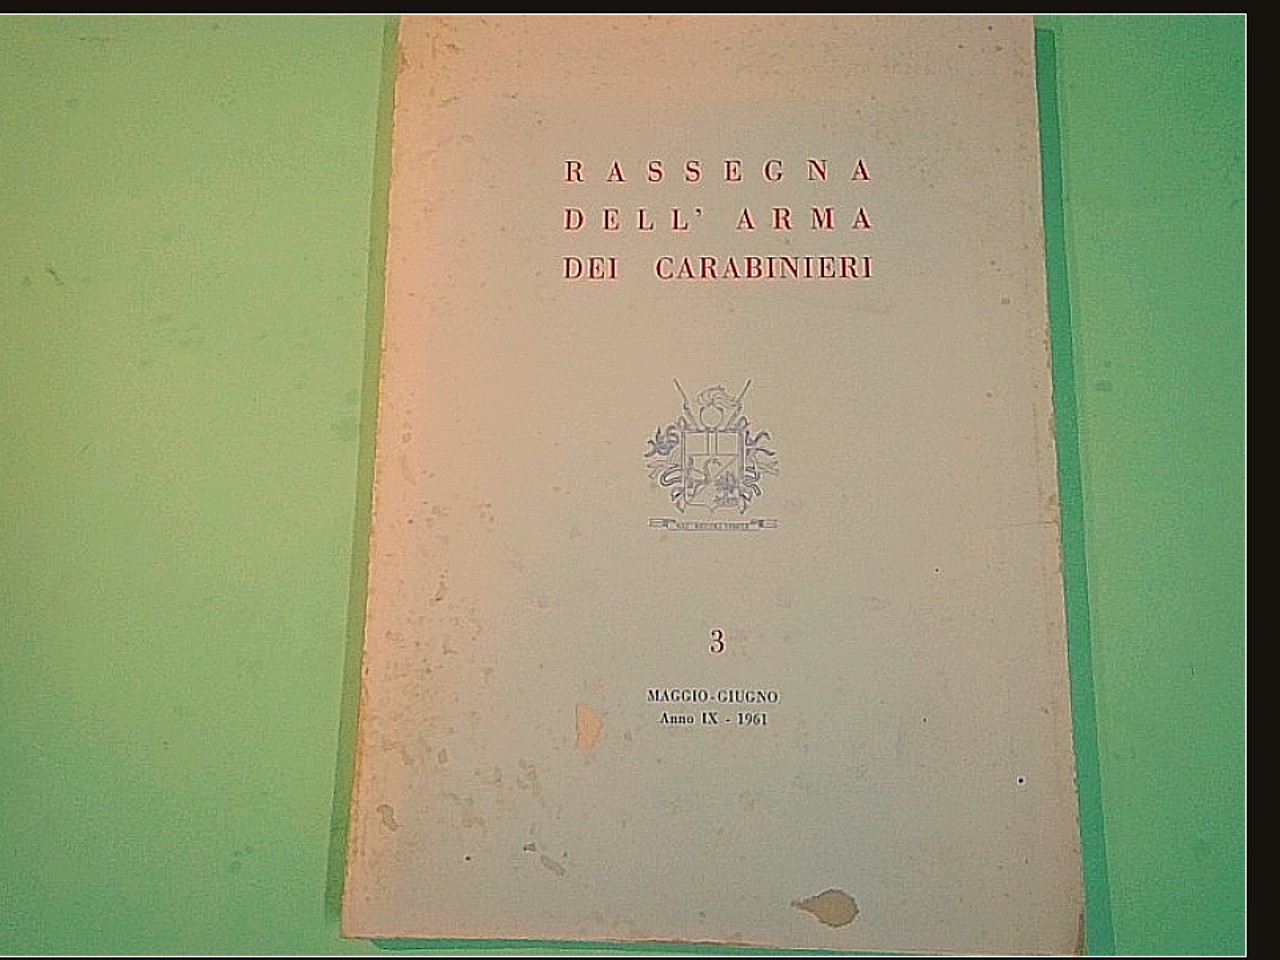 RASSEGNA
DELL' ARMA
DEI CARABINIERI
3
MAGGIO-GIUGNO
Anno IX - 1961